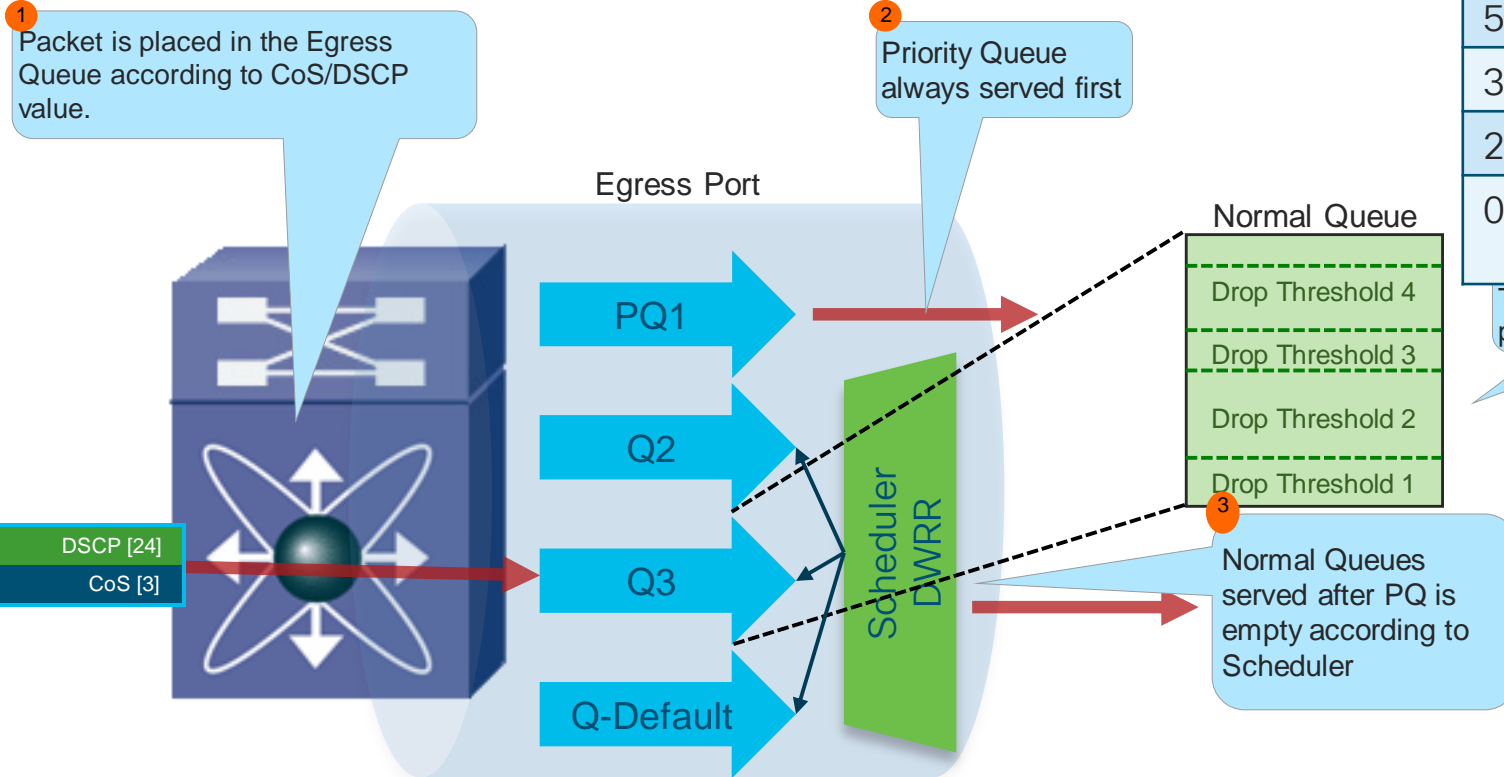 1
Packet is placed in the Egress
Queue according to CoS/DSCP
value.
2
Priority Queue
always served first
5
3
2
0
Egress Port
Normal Queue
Drop Threshold 4
Drop Threshold 3
Drop Threshold 2
Drop Threshold 1
PQ1
Q2
Q3
Q-Default
Scheduler
DWRR
DSCP [24]
CoS [3]
3
Normal Queues
served after PQ is
empty according to
Scheduler